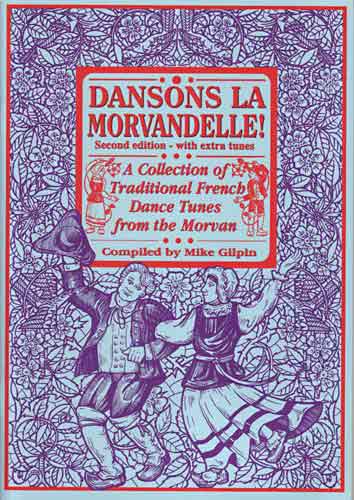 DANSONS LA
MORVANDELLE!
Second edition - with extra tunes
A Collection of
Traditional French
Dance Tunes
from the Morvan
Compiled by Mike Gilpin